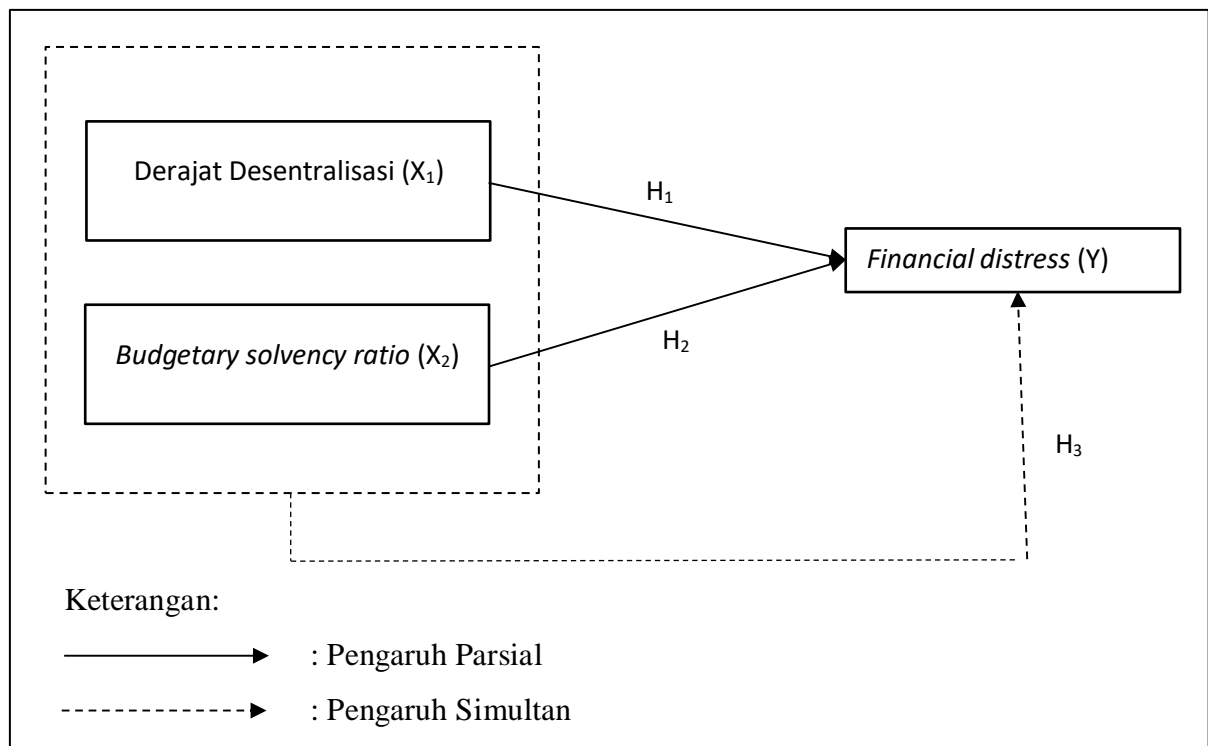 Derajat Desentralisasi (X₁)
H₁
Financial distress (Y)
Budgetary solvency ratio (X₂)
H₂
H₃
Keterangan:
: Pengaruh Parsial
: Pengaruh Simultan